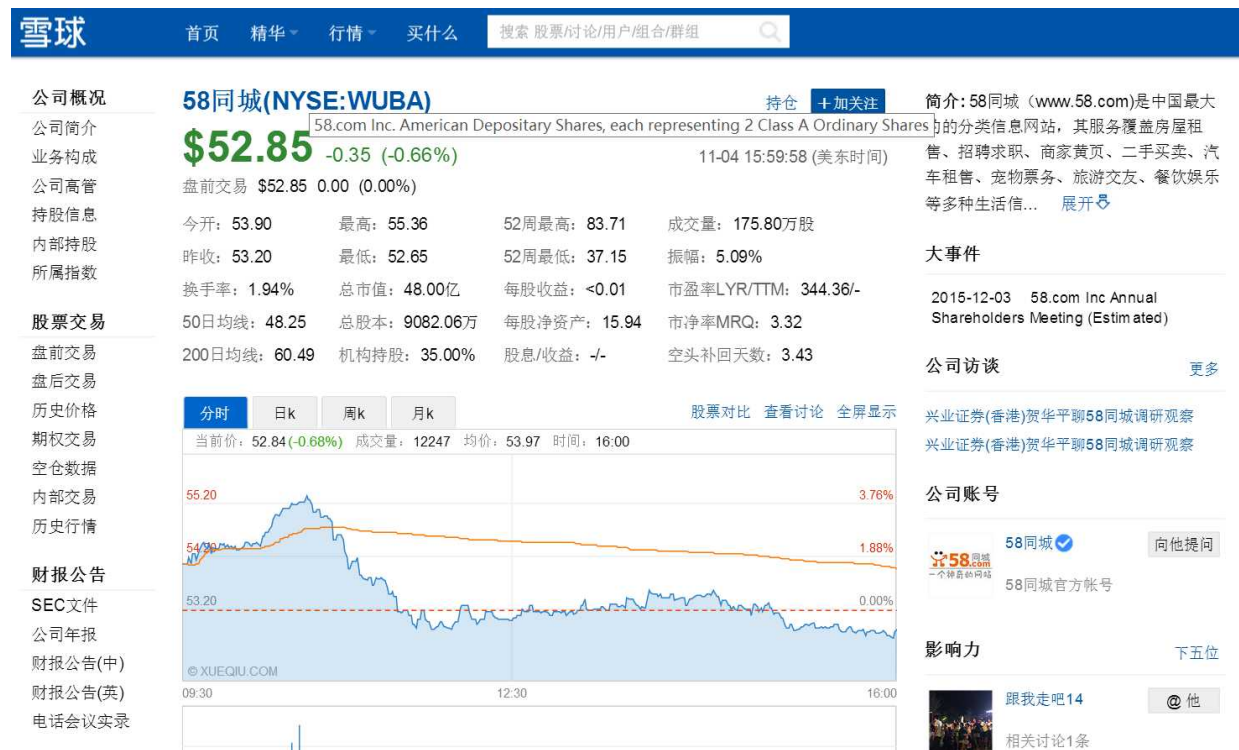 雪球
首页 精华 行情 买什么 搜索 股票/讨论/用户/组合/群组
公司概况
公司简介
业务构成
公司高管
持股信息
内部持股
所属指数
股票交易
盘前交易
盘后交易
历史价格
期权交易
空仓数据
内部交易
历史行情
财报公告
SEC文件
公司年报
财报公告(中)
财报公告(英)
电话会议实录
58同城(NYSE:WUBA)
持仓 +加关注
58.com Inc. American Depositary Shares, each representing 2 Class A Ordinary Shares
$52.85 -0.35 (-0.66%)
11-04 15:59:58 (美东时间)
盘前交易 $52.85 0.00 (0.00%)
今开: 53.90 最高: 55.36 52周最高: 83.71 成交量: 175.80万股
昨收: 53.20 最低: 52.65 52周最低: 37.15 振幅: 5.09%
换手率: 1.94% 总市值: 48.00亿 每股收益: <0.01 市盈率LYR/TTM: 344.36/-
50日均线: 48.25 总股本: 9082.06万 每股净资产: 15.94 市净率MRQ: 3.32
200日均线: 60.49 机构持股: 35.00% 股息/收益: -/- 空头补回天数: 3.43
分时 日k 周k 月k
股票对比 查看讨论 全屏显示
当前价: 52.84(-0.68%) 成交量: 12247 均价: 53.97 时间: 16:00
55.20 3.76%
54.20 1.88%
53.20 0.00%
© XUEQIU.COM
09:30 12:30 16:00
简介: 58同城（www.58.com)是中国最大
的分类信息网站，其服务覆盖房屋租
售、招聘求职、商家黄页、二手买卖、汽
车租售、宠物票务、旅游交友、餐饮娱乐
等多种生活信... 展开
大事件
2015-12-03 58.com Inc Annual
Shareholders Meeting (Estimated)
公司访谈 更多
兴业证券(香港)贺华平聊58同城调研观察
兴业证券(香港)贺华平聊58同城调研观察
公司账号
58同城
58.com
一个神奇的网站
58同城 向他提问
58同城官方帐号
影响力 下五位
跟我走吧14 @ 他
相关讨论1条